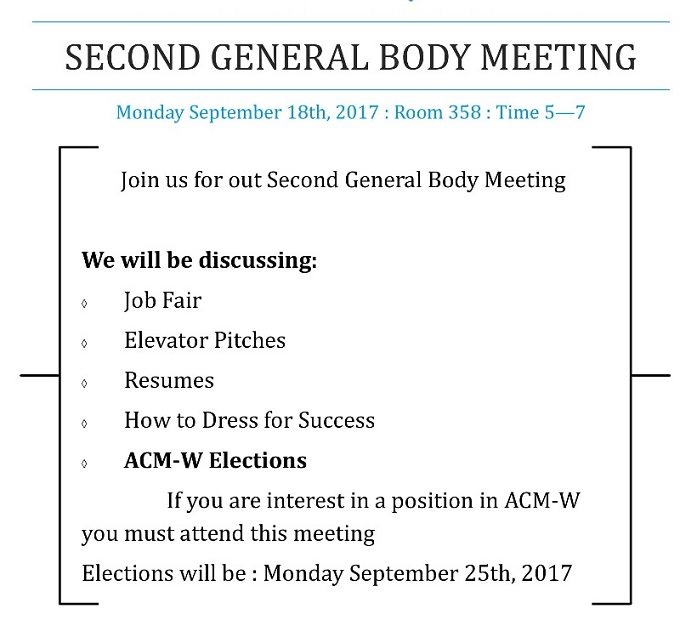 SECOND GENERAL BODY MEETING
Monday September 18th, 2017 : Room 358 : Time 5—7
Join us for out Second General Body Meeting
We will be discussing:
◊ Job Fair
◊ Elevator Pitches
◊ Resumes
◊ How to Dress for Success
◊ ACM-W Elections
If you are interest in a position in ACM-W
you must attend this meeting
Elections will be : Monday September 25th, 2017